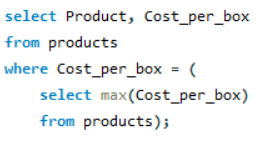 select Product, Cost_per_box
from products
where Cost_per_box = (
    select max(Cost_per_box)
    from products);